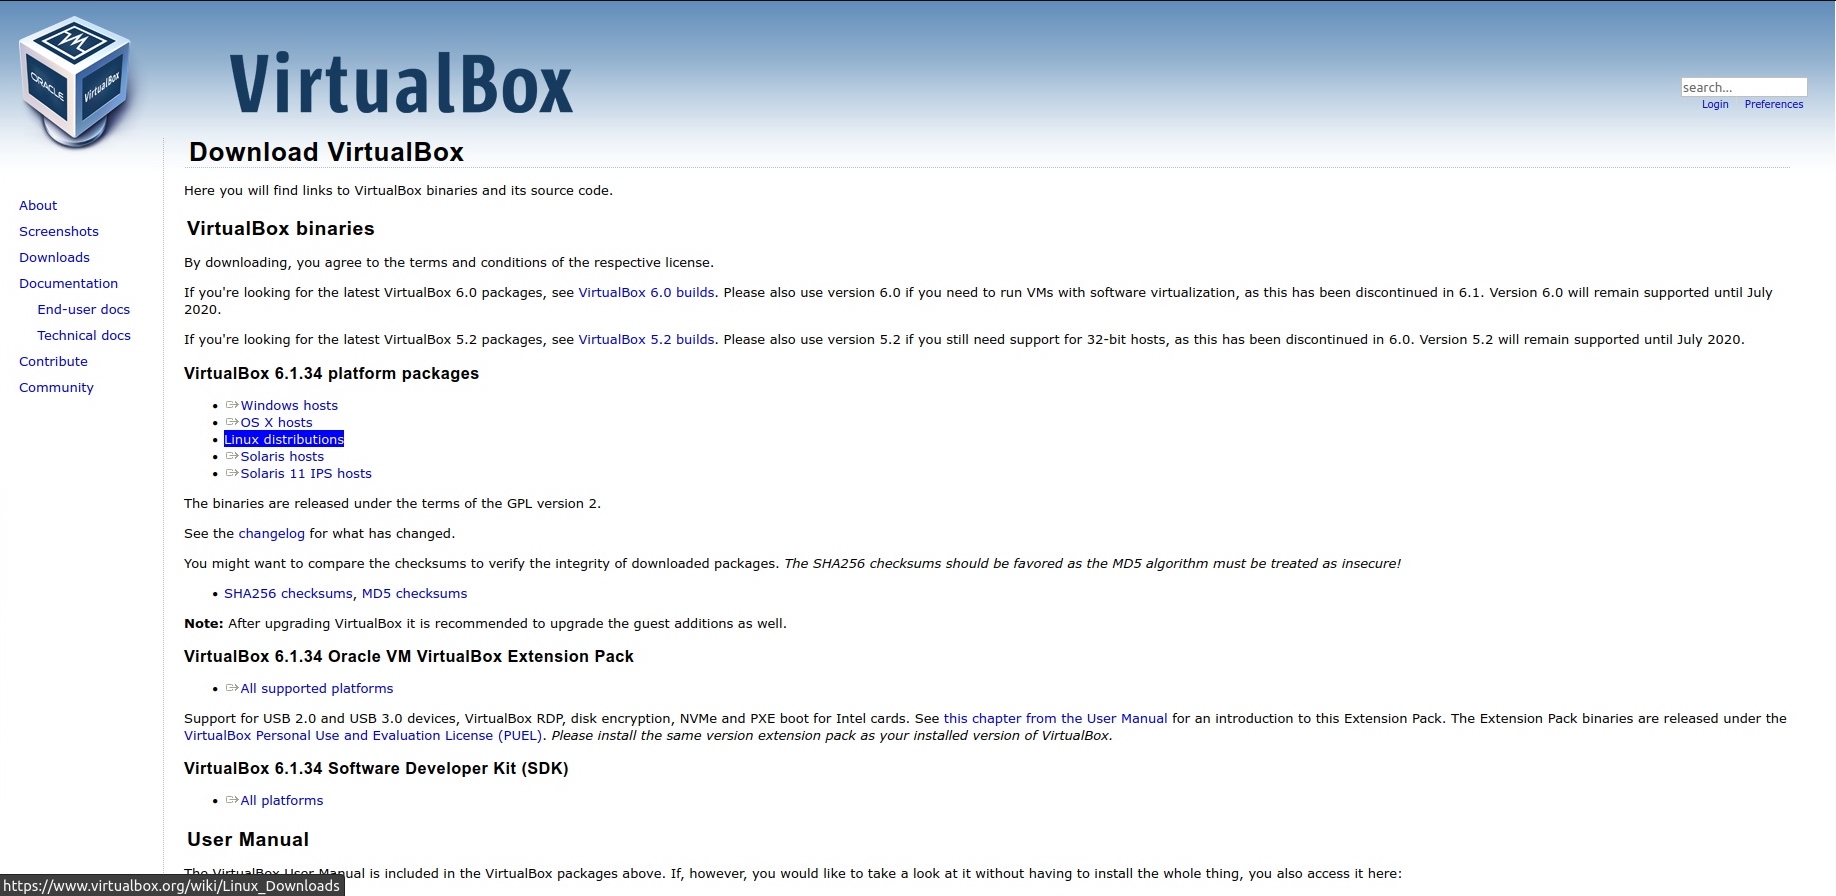 ORACLE
VirtualBox
VirtualBox
search...
Login Preferences
Download VirtualBox
Here you will find links to VirtualBox binaries and its source code.
About
Screenshots
Downloads
Documentation
End-user docs
Technical docs
Contribute
Community
VirtualBox binaries
By downloading, you agree to the terms and conditions of the respective license.
If you're looking for the latest VirtualBox 6.0 packages, see VirtualBox 6.0 builds. Please also use version 6.0 if you need to run VMs with software virtualization, as this has been discontinued in 6.1. Version 6.0 will remain supported until July
2020.
If you're looking for the latest VirtualBox 5.2 packages, see VirtualBox 5.2 builds. Please also use version 5.2 if you still need support for 32-bit hosts, as this has been discontinued in 6.0. Version 5.2 will remain supported until July 2020.
VirtualBox 6.1.34 platform packages
• Windows hosts
• OS X hosts
• Linux distributions
• Solaris hosts
• Solaris 11 IPS hosts
The binaries are released under the terms of the GPL version 2.
See the changelog for what has changed.
You might want to compare the checksums to verify the integrity of downloaded packages. The SHA256 checksums should be favored as the MD5 algorithm must be treated as insecure!
• SHA256 checksums, MD5 checksums
Note: After upgrading VirtualBox it is recommended to upgrade the guest additions as well.
VirtualBox 6.1.34 Oracle VM VirtualBox Extension Pack
• All supported platforms
Support for USB 2.0 and USB 3.0 devices, VirtualBox RDP, disk encryption, NVMe and PXE boot for Intel cards. See this chapter from the User Manual for an introduction to this Extension Pack. The Extension Pack binaries are released under the
VirtualBox Personal Use and Evaluation License (PUEL). Please install the same version extension pack as your installed version of VirtualBox.
VirtualBox 6.1.34 Software Developer Kit (SDK)
• All platforms
User Manual
The VirtualBox User Manual is included in the VirtualBox packages above. If, however, you would like to take a look at it without having to install the whole thing, you also access it here:
https://www.virtualbox.org/wiki/Linux_Downloads